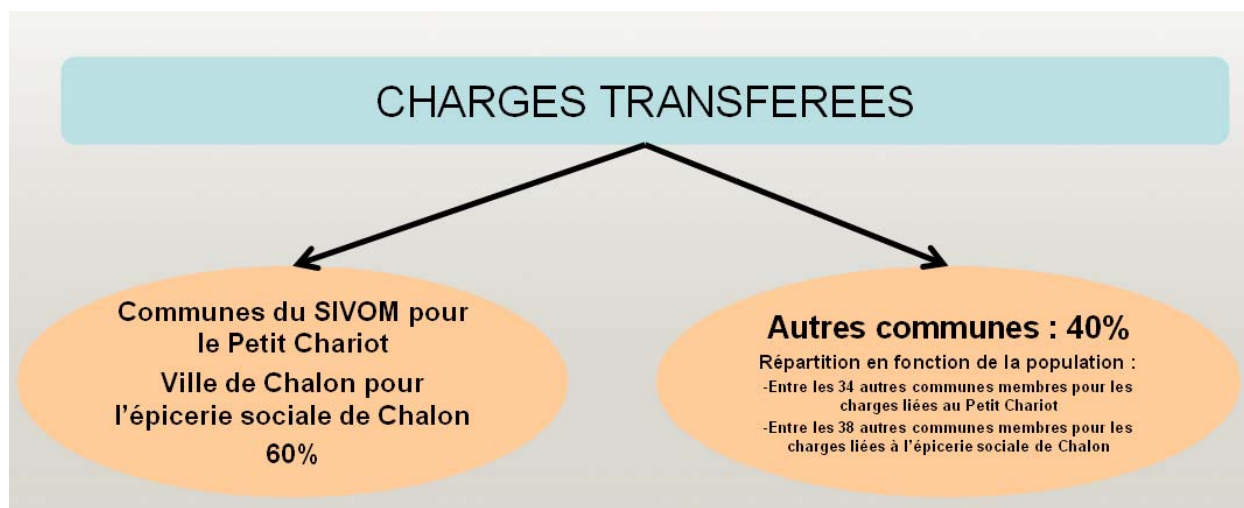 CHARGES TRANSFEREES
Communes du SIVOM pour
le Petit Chariot
Ville de Chalon pour
l’épicerie sociale de Chalon
60%
Autres communes : 40%
Répartition en fonction de la population :
-Entre les 34 autres communes membres pour les
charges liées au Petit Chariot
-Entre les 38 autres communes membres pour les
charges liées à l’épicerie sociale de Chalon